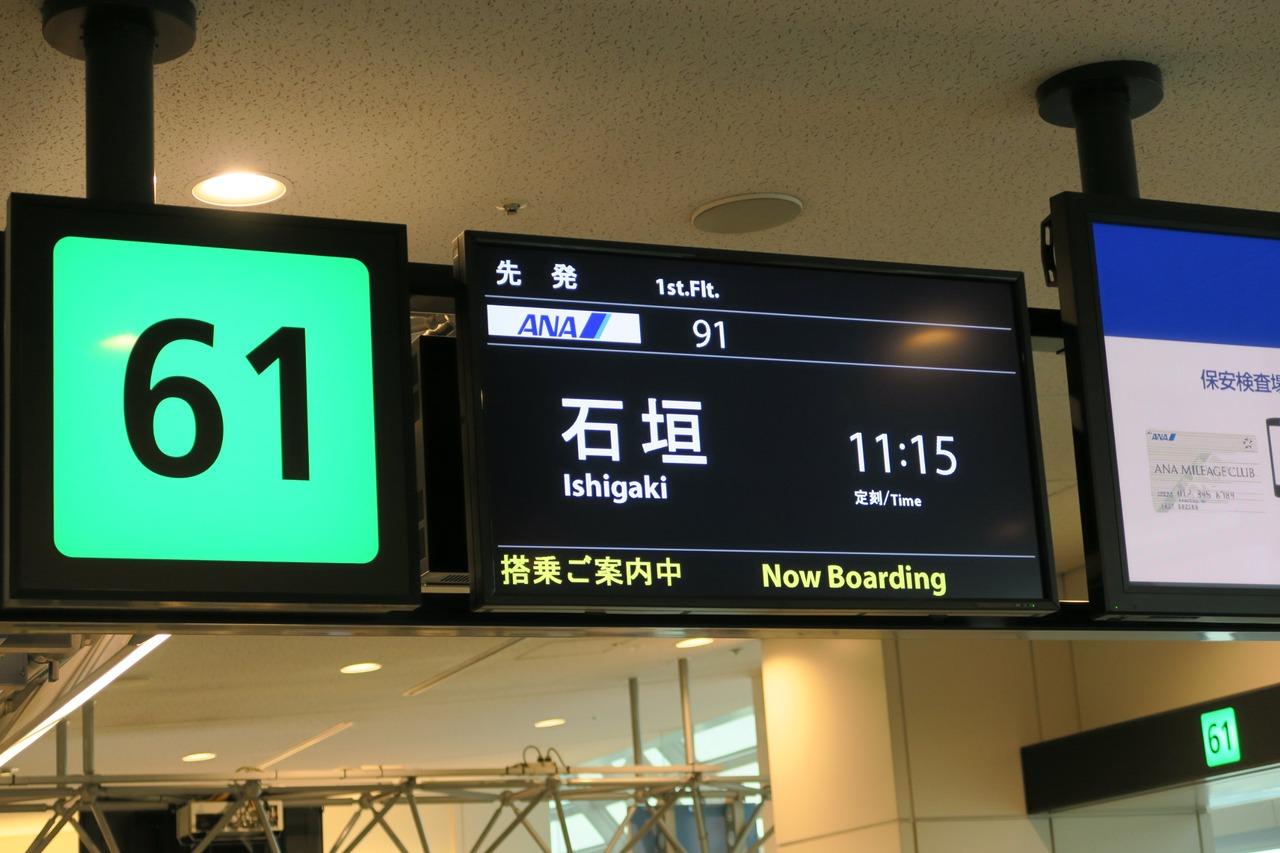 61
先 発 1st.Flt.
ANA 91
石垣
Ishigaki
11:15
定刻/Time
搭乗ご案内中 Now Boarding
保安検査場
ANA
ANA MILEAGE CLUB
61